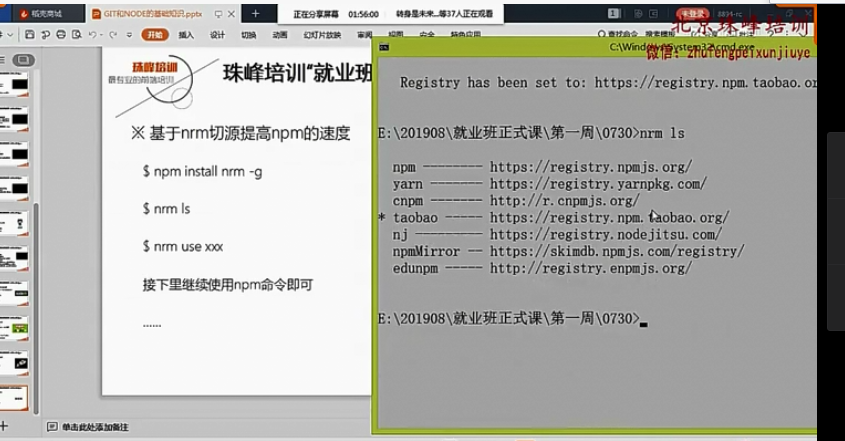 稻壳商城
GIT和NODE的基础知识.pptx
正在分享屏幕 01:56:00 转身是未来...等37人正在观看
未登录
北京珠峰培训
微信：zhufengpeixunjiuye
开始 插入 设计 切换 动画 幻灯片放映 审阅 视图 安全 特色应用
C:\Windows\System32\cmd.exe
珠峰培训
最专业的前端培训
珠峰培训“就业班
※ 基于nrm切源提高npm的速度
$ npm install nrm -g
$ nrm ls
$ nrm use xxx
接下里继续使用npm命令即可
......
Registry has been set to: https://registry.npm.taobao.or
E:\201908\就业班正式课\第一周\0730>nrm ls
npm -------- https://registry.npmjs.org/
yarn ------- https://registry.yarnpkg.com/
cnpm ------- http://r.cnpmjs.org/
* taobao ----- https://registry.npm.taobao.org/
nj --------- https://registry.nodejitsu.com/
npmMirror -- https://skimdb.npmjs.com/registry/
edunpm ----- http://registry.enpmjs.org/
E:\201908\就业班正式课\第一周\0730>
单击此处添加备注